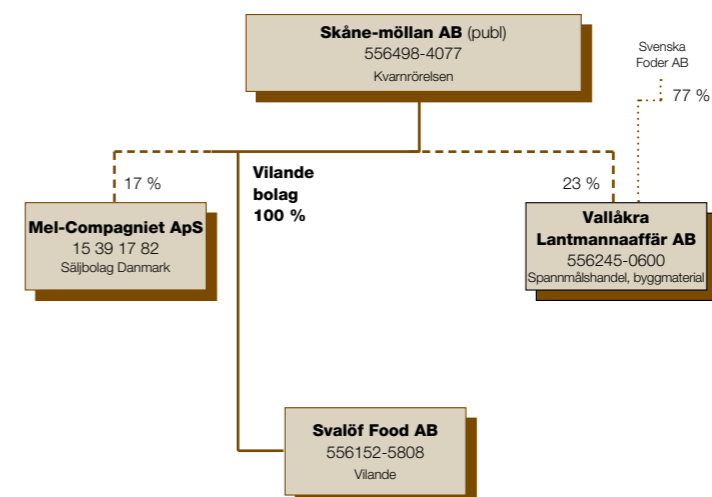 Skåne-möllan AB (publ)
556498-4077
Kvarnrörelsen
Svenska
Foder AB
77 %
17 %
Vilande
bolag
100 %
23 %
Mel-Compagniet ApS
15 39 17 82
Säljbolag Danmark
Vallåkra
Lantmannaaffär AB
556245-0600
Spannmålshandel, byggmaterial
Svalöf Food AB
556152-5808
Vilande